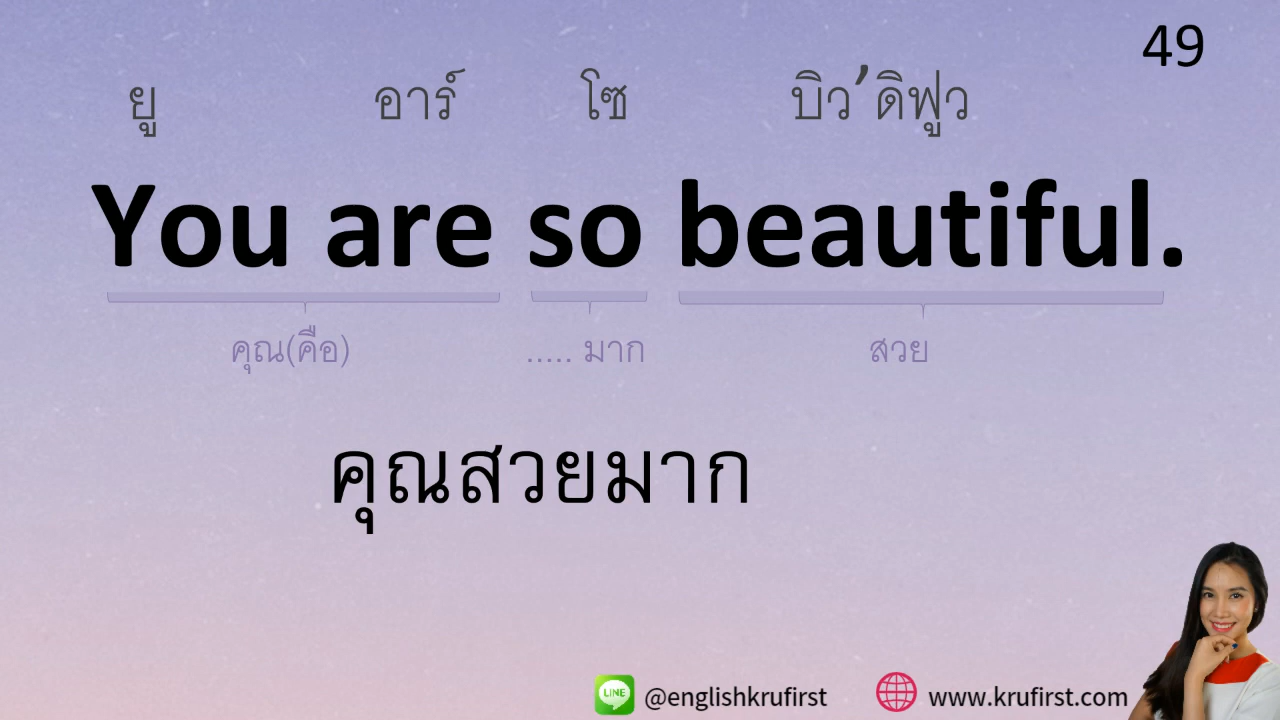 49
ยู อาร์ โซ บิว’ดิฟูว
You are so beautiful.
คุณ(คือ) ..... มาก สวย
คุณสวยมาก
LINE @englishkrufirst www.krufirst.com